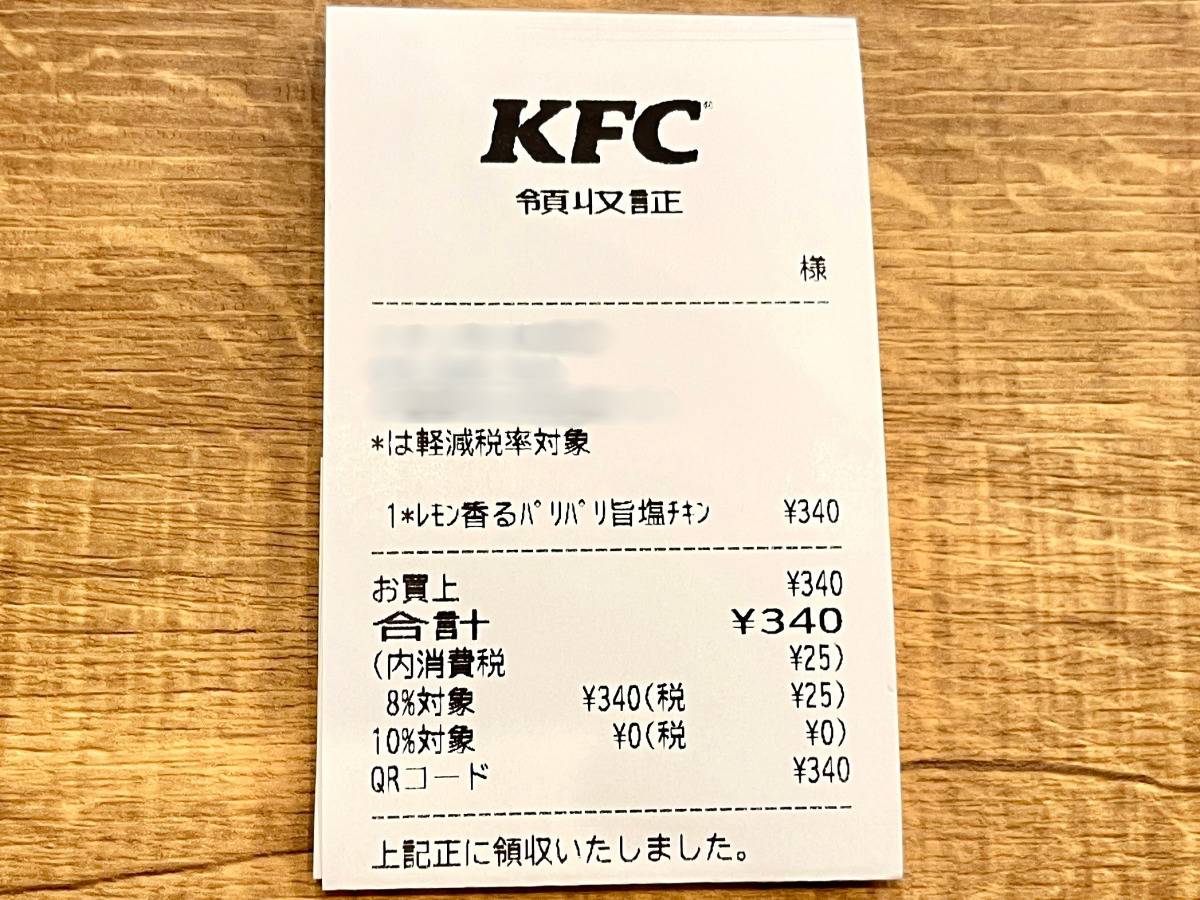 KFC
領収証
様
*は軽減税率対象
1*ﾚﾓﾝ香るﾊﾟﾘﾊﾟﾘ旨塩ﾁｷﾝ ¥340
お買上 ¥340
合計 ¥340
(内消費税 ¥25)
8%対象 ¥340(税 ¥25)
10%対象 ¥0(税 ¥0)
QRコード ¥340
上記正に領収いたしました。